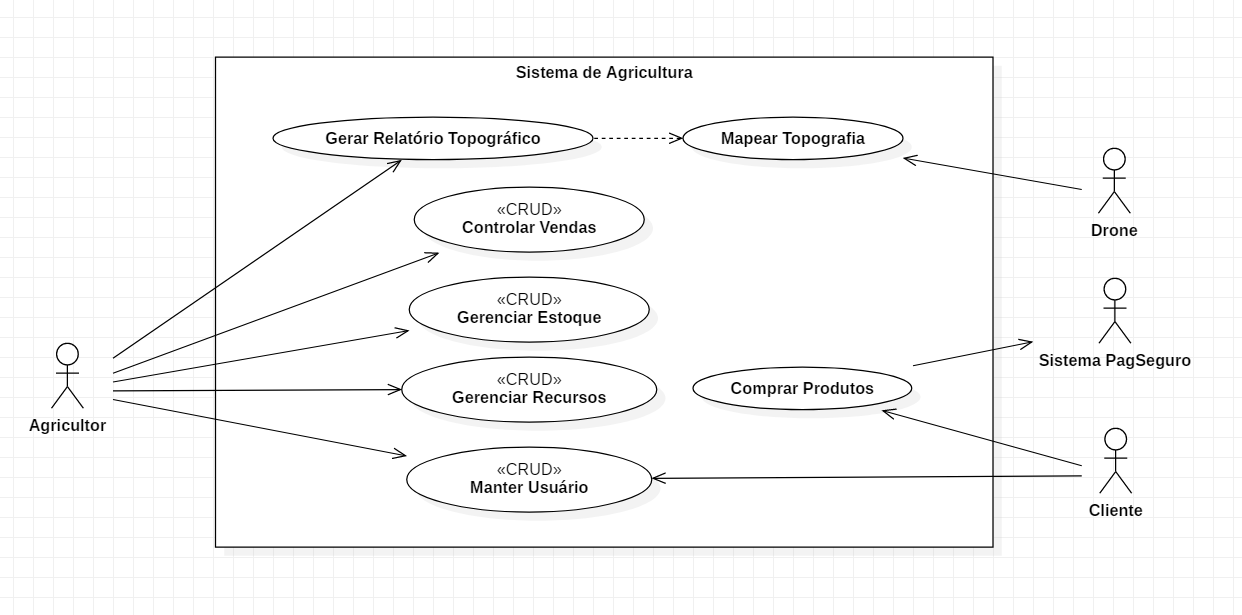 Sistema de Agricultura
Gerar Relatório Topográfico
Mapear Topografia
«CRUD»
Controlar Vendas
Drone
«CRUD»
Gerenciar Estoque
Sistema PagSeguro
«CRUD»
Gerenciar Recursos
Comprar Produtos
Agricultor
«CRUD»
Manter Usuário
Cliente